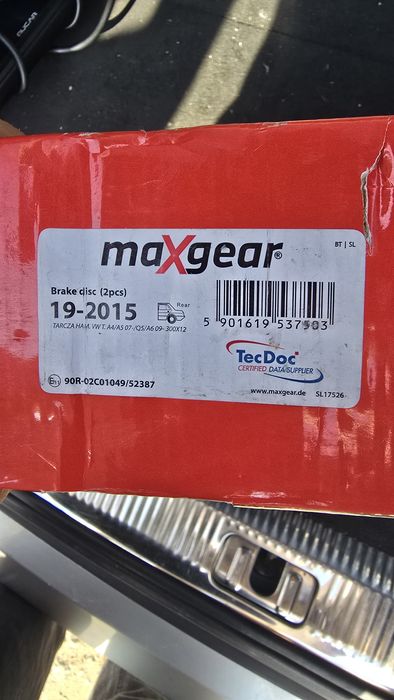 maXgear®
BT | SL
Brake disc (2pcs)
19-2015
Rear
TARCZA HAM. VW T. A4/A5 07-/Q5/A6 09- 300X12
5 901619 537503
TecDoc
CERTIFIED DATA SUPPLIER
90R-02C01049/52387
www.maxgear.de
SL17526